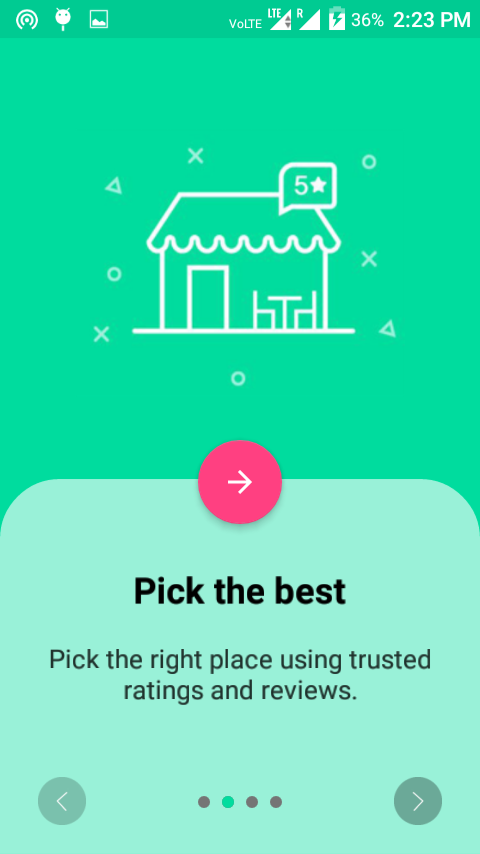 VoLTE LTE R 36% 2:23 PM
5
Pick the best
Pick the right place using trusted
ratings and reviews.